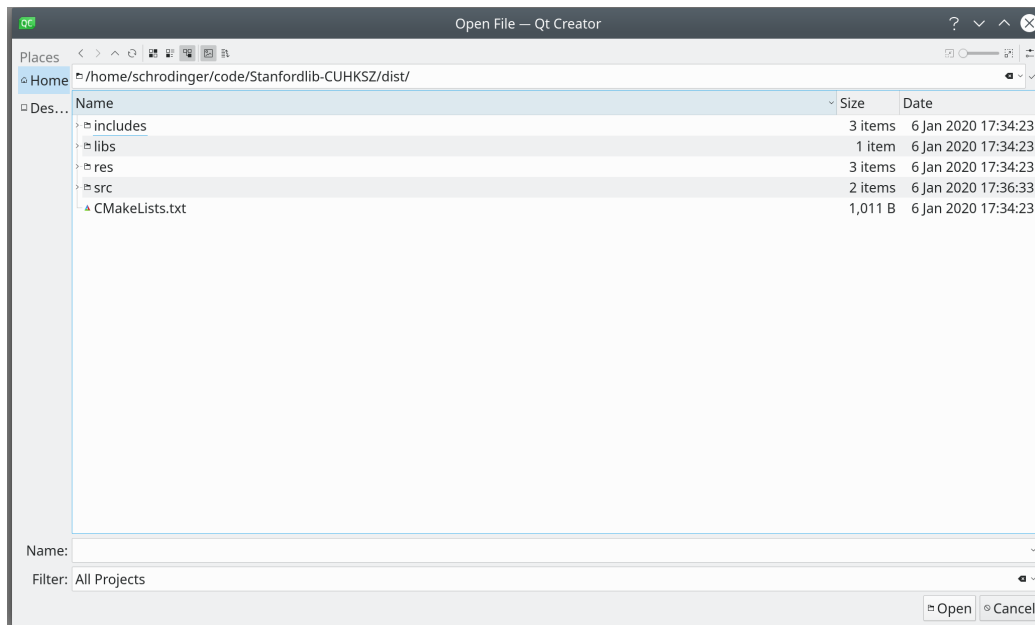 QC Open File — Qt Creator ?
Places
/home/schrodinger/code/Stanfordlib-CUHKSZ/dist/
Home
Des...
Name Size Date
includes 3 items 6 Jan 2020 17:34:23
libs 1 item 6 Jan 2020 17:34:23
res 3 items 6 Jan 2020 17:34:23
src 2 items 6 Jan 2020 17:36:33
CMakeLists.txt 1,011 B 6 Jan 2020 17:34:23
Name:
Filter: All Projects
Open Cancel